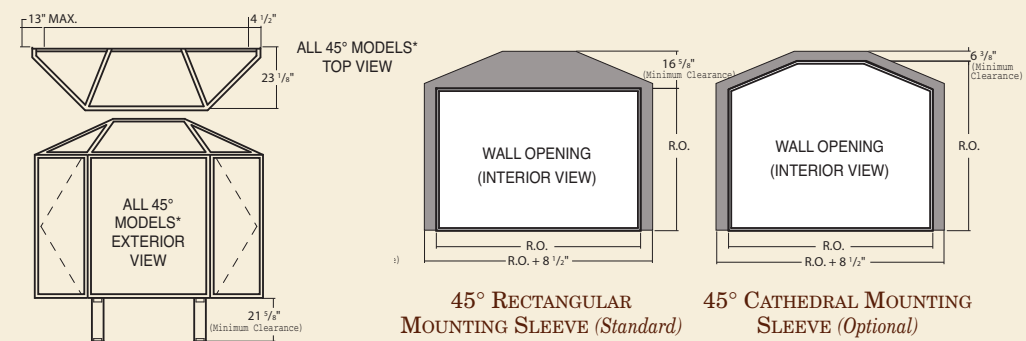 13" MAX.
4 1/2"
ALL 45° MODELS*
TOP VIEW
23 1/8"
ALL 45°
MODELS*
EXTERIOR
VIEW
21 5/8"
(Minimum Clearance)
16 5/8"
(Minimum Clearance)
R.O.
WALL OPENING
(INTERIOR VIEW)
R.O.
R.O. + 8 1/2"
45° RECTANGULAR
MOUNTING SLEEVE (Standard)
6 3/8"
(Minimum
Clearance)
R.O.
WALL OPENING
(INTERIOR VIEW)
R.O.
R.O. + 8 1/2"
45° CATHEDRAL MOUNTING
SLEEVE (Optional)